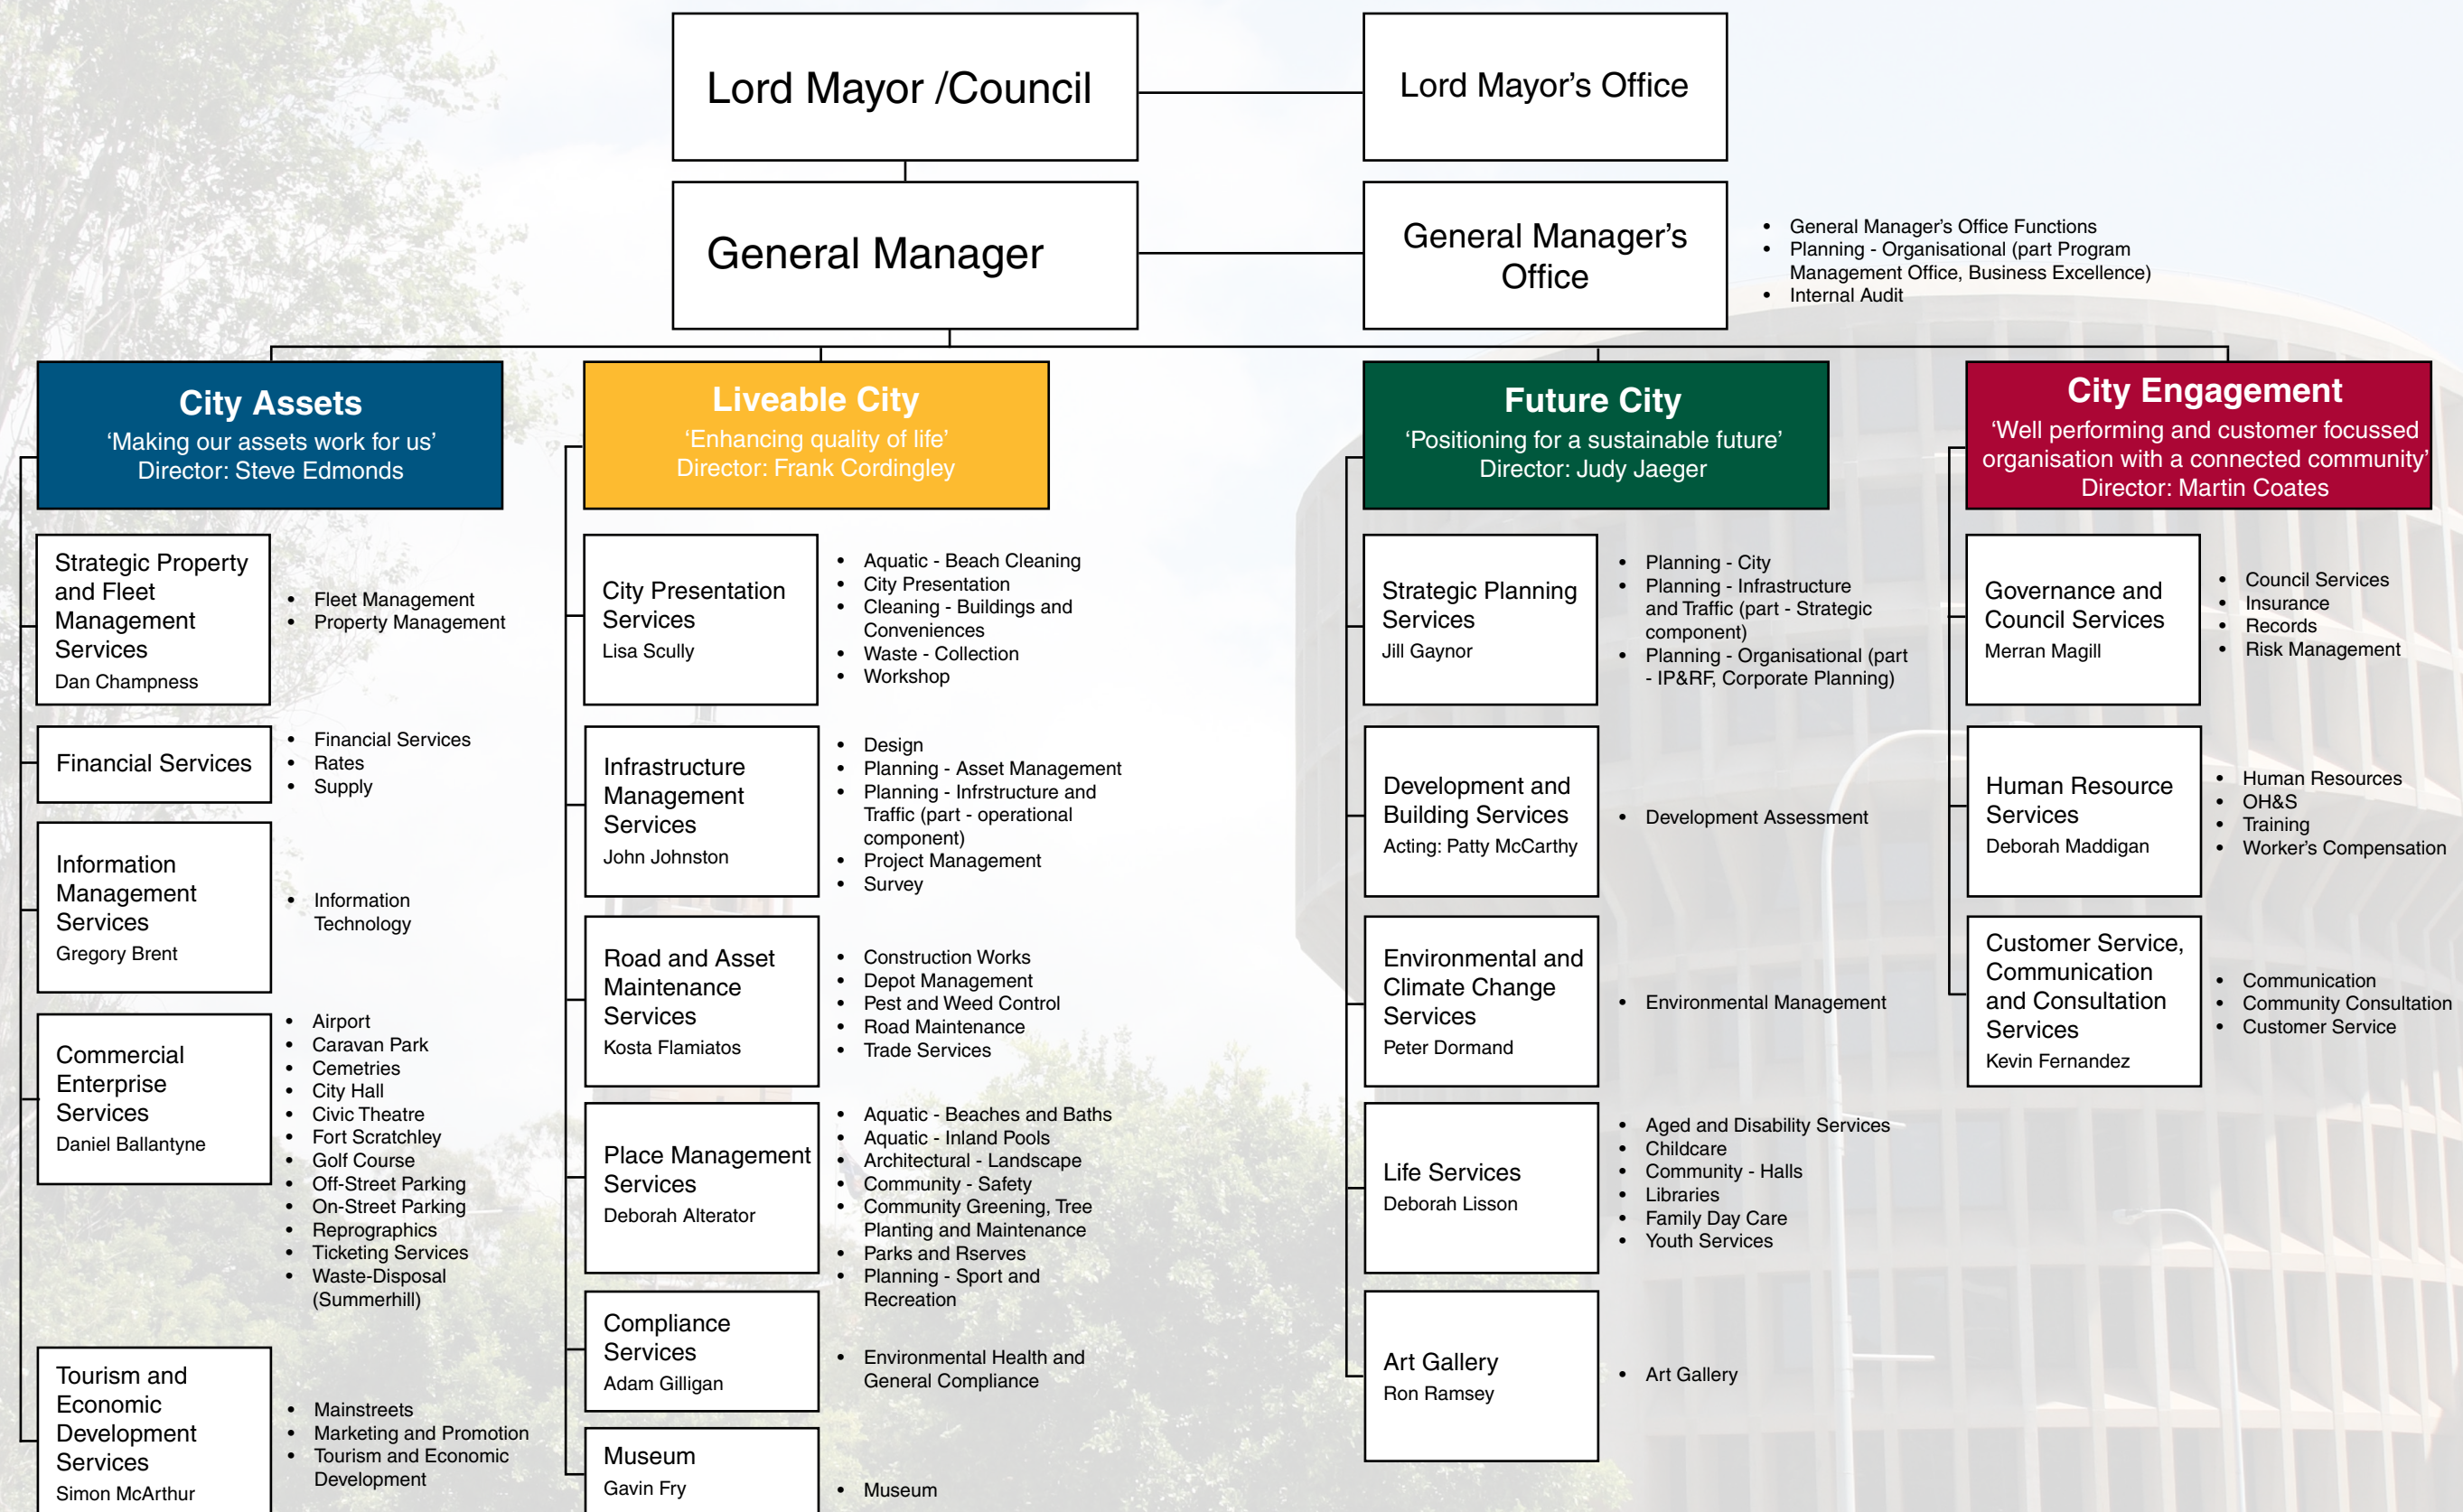 Lord Mayor /Council
Lord Mayor's Office
General Manager
General Manager's
Office
• General Manager's Office Functions
• Planning - Organisational (part Program
Management Office, Business Excellence)
• Internal Audit
City Assets
‘Making our assets work for us’
Director: Steve Edmonds
Strategic Property
and Fleet
Management
Services
Dan Champness
• Fleet Management
• Property Management
Financial Services
• Financial Services
• Rates
• Supply
Information
Management
Services
Gregory Brent
• Information
Technology
Commercial
Enterprise
Services
Daniel Ballantyne
• Airport
• Caravan Park
• Cemetries
• City Hall
• Civic Theatre
• Fort Scratchley
• Golf Course
• Off-Street Parking
• On-Street Parking
• Reprographics
• Ticketing Services
• Waste-Disposal
(Summerhill)
Tourism and
Economic
Development
Services
Simon McArthur
• Mainstreets
• Marketing and Promotion
• Tourism and Economic
Development
Liveable City
‘Enhancing quality of life’
Director: Frank Cordingley
City Presentation
Services
Lisa Scully
• Aquatic - Beach Cleaning
• City Presentation
• Cleaning - Buildings and
Conveniences
• Waste - Collection
• Workshop
Infrastructure
Management
Services
John Johnston
• Design
• Planning - Asset Management
• Planning - Infrstructure and
Traffic (part - operational
component)
• Project Management
• Survey
Road and Asset
Maintenance
Services
Kosta Flamiatos
• Construction Works
• Depot Management
• Pest and Weed Control
• Road Maintenance
• Trade Services
Place Management
Services
Deborah Alterator
• Aquatic - Beaches and Baths
• Aquatic - Inland Pools
• Architectural - Landscape
• Community - Safety
• Community Greening, Tree
Planting and Maintenance
• Parks and Rserves
• Planning - Sport and
Recreation
Compliance
Services
Adam Gilligan
• Environmental Health and
General Compliance
Museum
Gavin Fry
• Museum
Future City
‘Positioning for a sustainable future’
Director: Judy Jaeger
Strategic Planning
Services
Jill Gaynor
• Planning - City
• Planning - Infrastructure
and Traffic (part - Strategic
component)
• Planning - Organisational (part
- IP&RF, Corporate Planning)
Development and
Building Services
Acting: Patty McCarthy
• Development Assessment
Environmental and
Climate Change
Services
Peter Dormand
• Environmental Management
Life Services
Deborah Lisson
• Aged and Disability Services
• Childcare
• Community - Halls
• Libraries
• Family Day Care
• Youth Services
Art Gallery
Ron Ramsey
• Art Gallery
City Engagement
‘Well performing and customer focussed
organisation with a connected community’
Director: Martin Coates
Governance and
Council Services
Merran Magill
• Council Services
• Insurance
• Records
• Risk Management
Human Resource
Services
Deborah Maddigan
• Human Resources
• OH&S
• Training
• Worker's Compensation
Customer Service,
Communication
and Consultation
Services
Kevin Fernandez
• Communication
• Community Consultation
• Customer Service